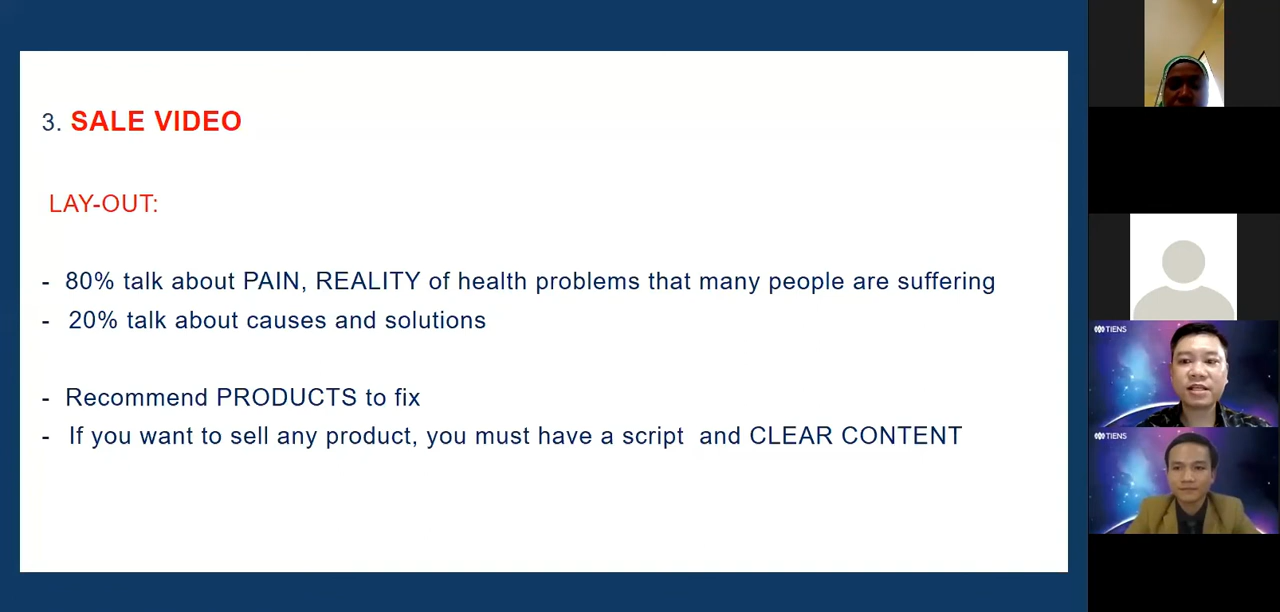 3. SALE VIDEO
LAY-OUT:
- 80% talk about PAIN, REALITY of health problems that many people are suffering
- 20% talk about causes and solutions
- Recommend PRODUCTS to fix
- If you want to sell any product, you must have a script and CLEAR CONTENT
TIENS
TIENS